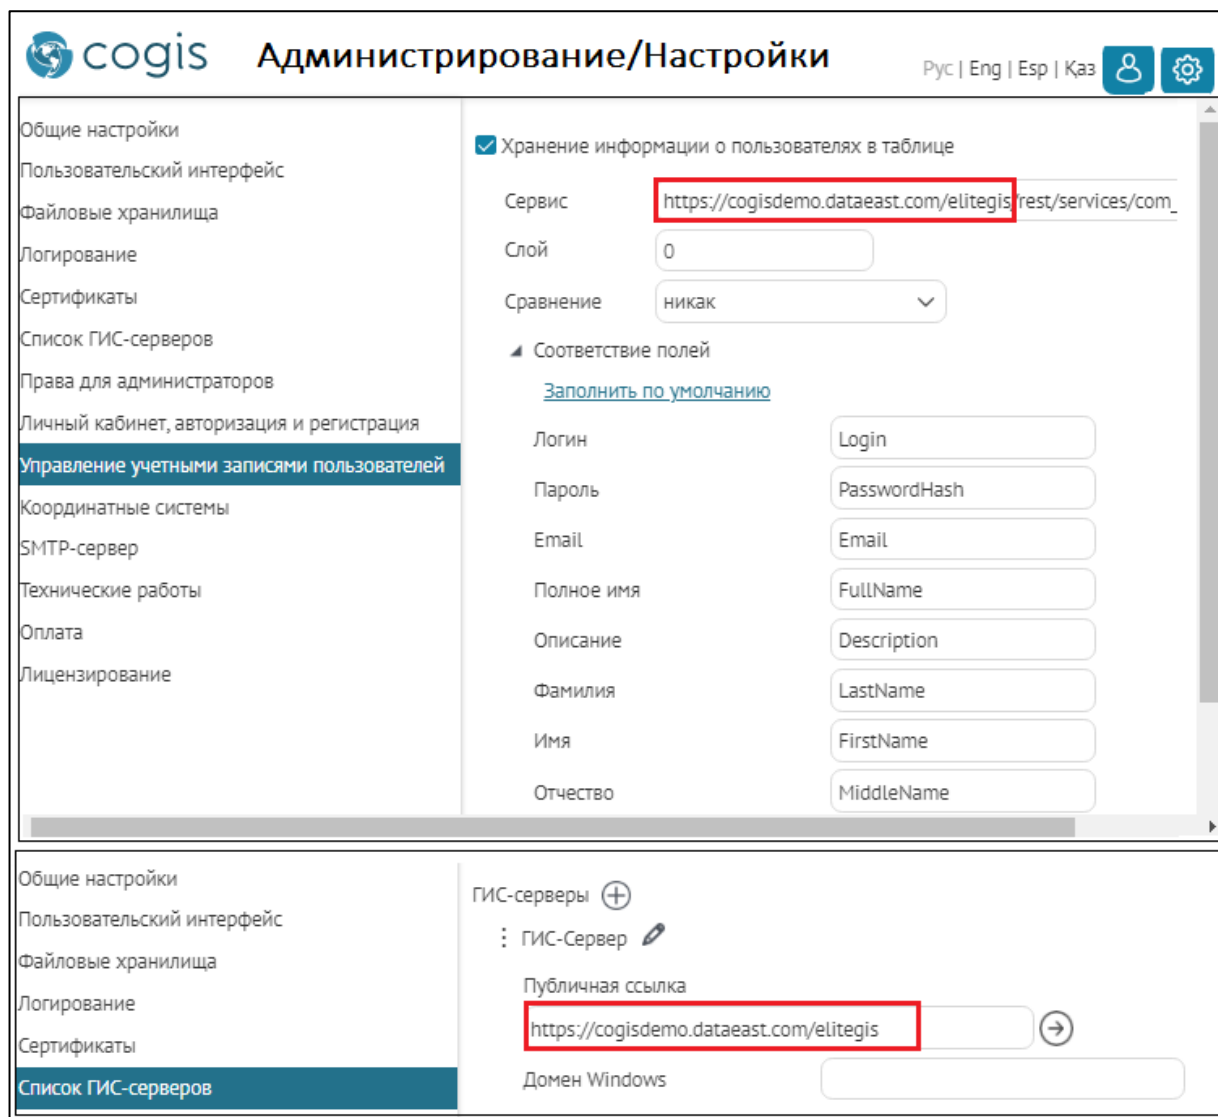 cogis Администрирование/Настройки Рус | Eng | Esp | Қаз
Общие настройки
Пользовательский интерфейс
Файловые хранилища
Логирование
Сертификаты
Список ГИС-серверов
Права для администраторов
Личный кабинет, авторизация и регистрация
Управление учетными записями пользователей
Координатные системы
SMTP-сервер
Технические работы
Оплата
Лицензирование
Хранение информации о пользователях в таблице
Сервис https://cogisdemo.dataeast.com/elitegis/rest/services/com_
Слой 0
Сравнение никак
Соответствие полей
Заполнить по умолчанию
Логин Login
Пароль PasswordHash
Email Email
Полное имя FullName
Описание Description
Фамилия LastName
Имя FirstName
Отчество MiddleName
Общие настройки
Пользовательский интерфейс
Файловые хранилища
Логирование
Сертификаты
Список ГИС-серверов
ГИС-серверы
ГИС-Сервер
Публичная ссылка
https://cogisdemo.dataeast.com/elitegis
Домен Windows